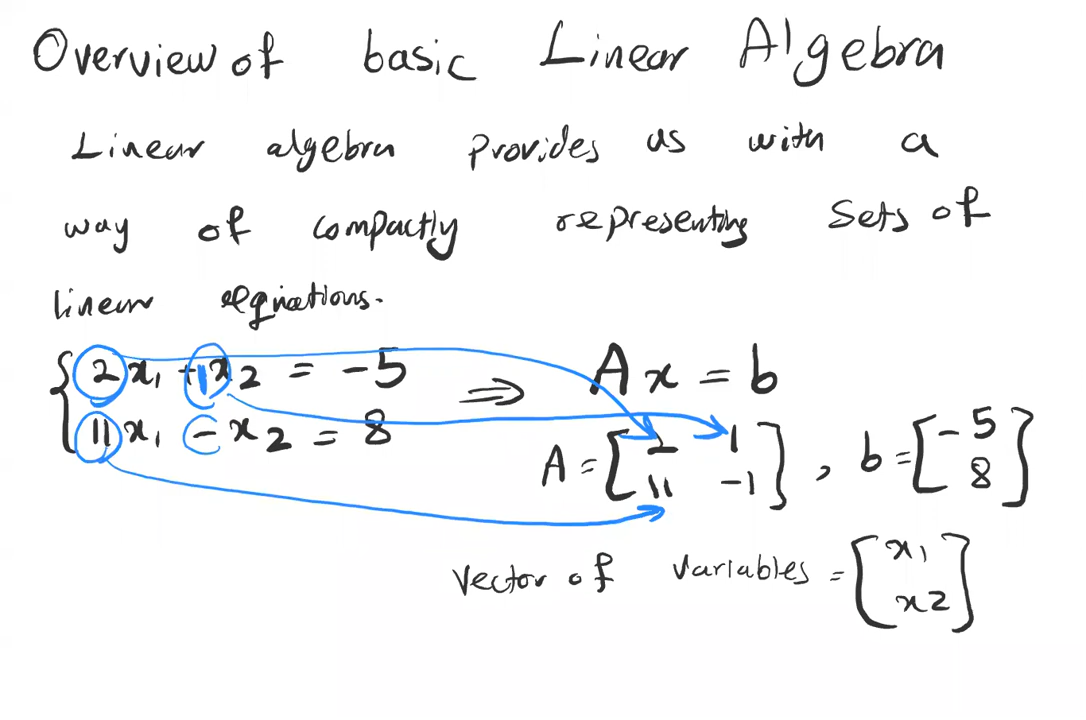 Overview of basic Linear Algebra
Linear algebra provides us with a
way of compactly representing sets of
linear equations.
2x₁ + 1x₂ = -5 ⇒ Ax = b
11x₁ - x₂ = 8
A = [2 1; 11 -1], b = [-5; 8]
Vector of variables = [x₁; x2]